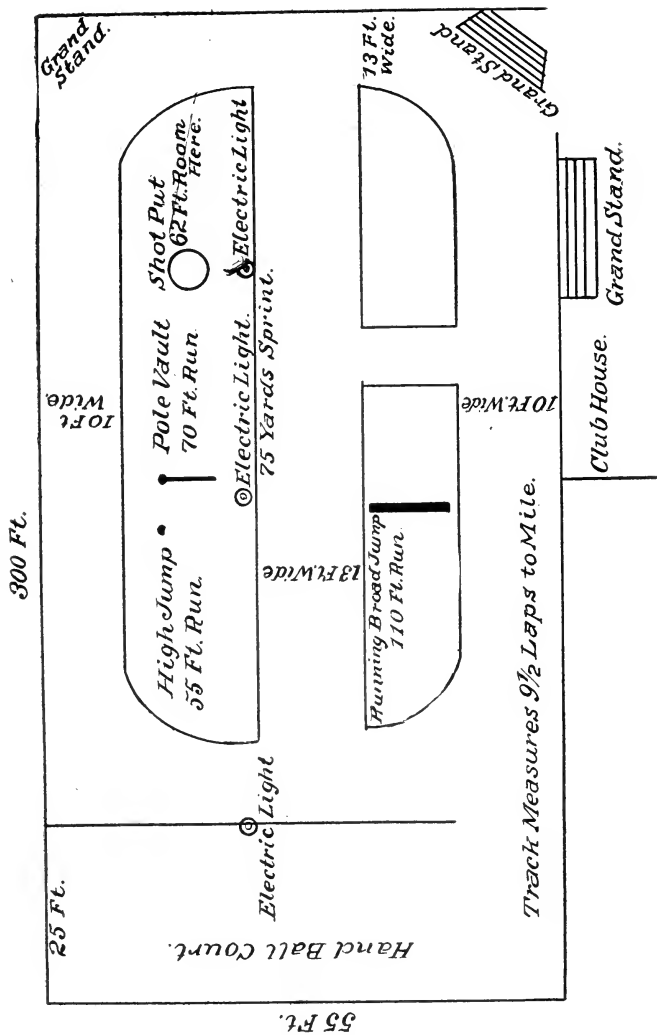 300 Ft.
25 Ft.
10 Ft
Wide.
Grand
Stand.
High Jump
55 Ft. Run.
Pole Vault
70 Ft. Run
Shot Put
62 Ft. Room
Here.
Electric Light
Electric Light.
Electric Light
75 Yards Sprint.
13 Ft. Wide
13 Ft.
Wide.
Running Broad Jump
110 Ft. Run.
10 Ft. Wide
Hand Ball Court.
55 Ft.
Track Measures 9½ Laps to Mile.
Club House.
Grand Stand.
Grand Stand